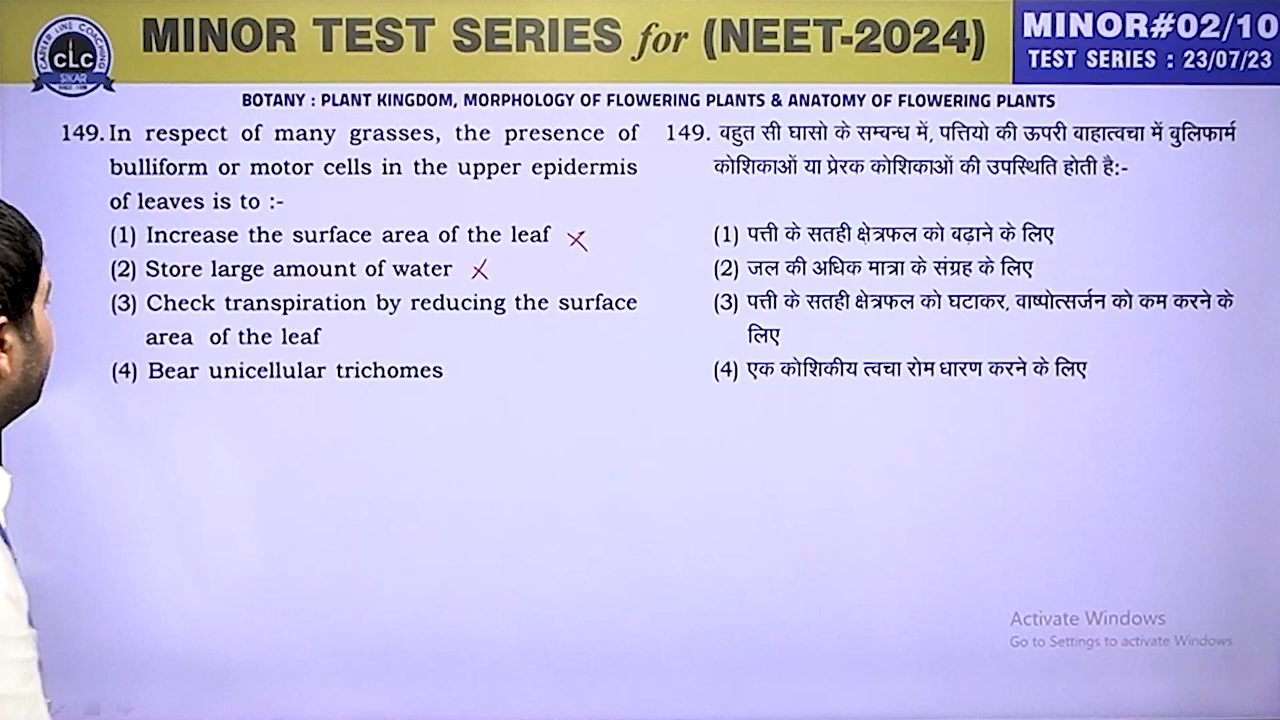 MINOR TEST SERIES for (NEET-2024)
MINOR#02/10
TEST SERIES : 23/07/23
CAREER LINE COACHING
CLC
SIKAR
BOTANY : PLANT KINGDOM, MORPHOLOGY OF FLOWERING PLANTS & ANATOMY OF FLOWERING PLANTS
149. In respect of many grasses, the presence of
bulliform or motor cells in the upper epidermis
of leaves is to :-
(1) Increase the surface area of the leaf
(2) Store large amount of water
(3) Check transpiration by reducing the surface
area of the leaf
(4) Bear unicellular trichomes
149. बहुत सी घासो के सम्बन्ध में, पत्तियो की ऊपरी बाहात्वचा में बुलिफार्म
कोशिकाओं या प्रेरक कोशिकाओं की उपस्थिति होती है:-
(1) पत्ती के सतही क्षेत्रफल को बढ़ाने के लिए
(2) जल की अधिक मात्रा के संग्रह के लिए
(3) पत्ती के सतही क्षेत्रफल को घटाकर, वाष्पोत्सर्जन को कम करने के
लिए
(4) एक कोशिकीय त्वचा रोम धारण करने के लिए
Activate Windows
Go to Settings to activate Windows